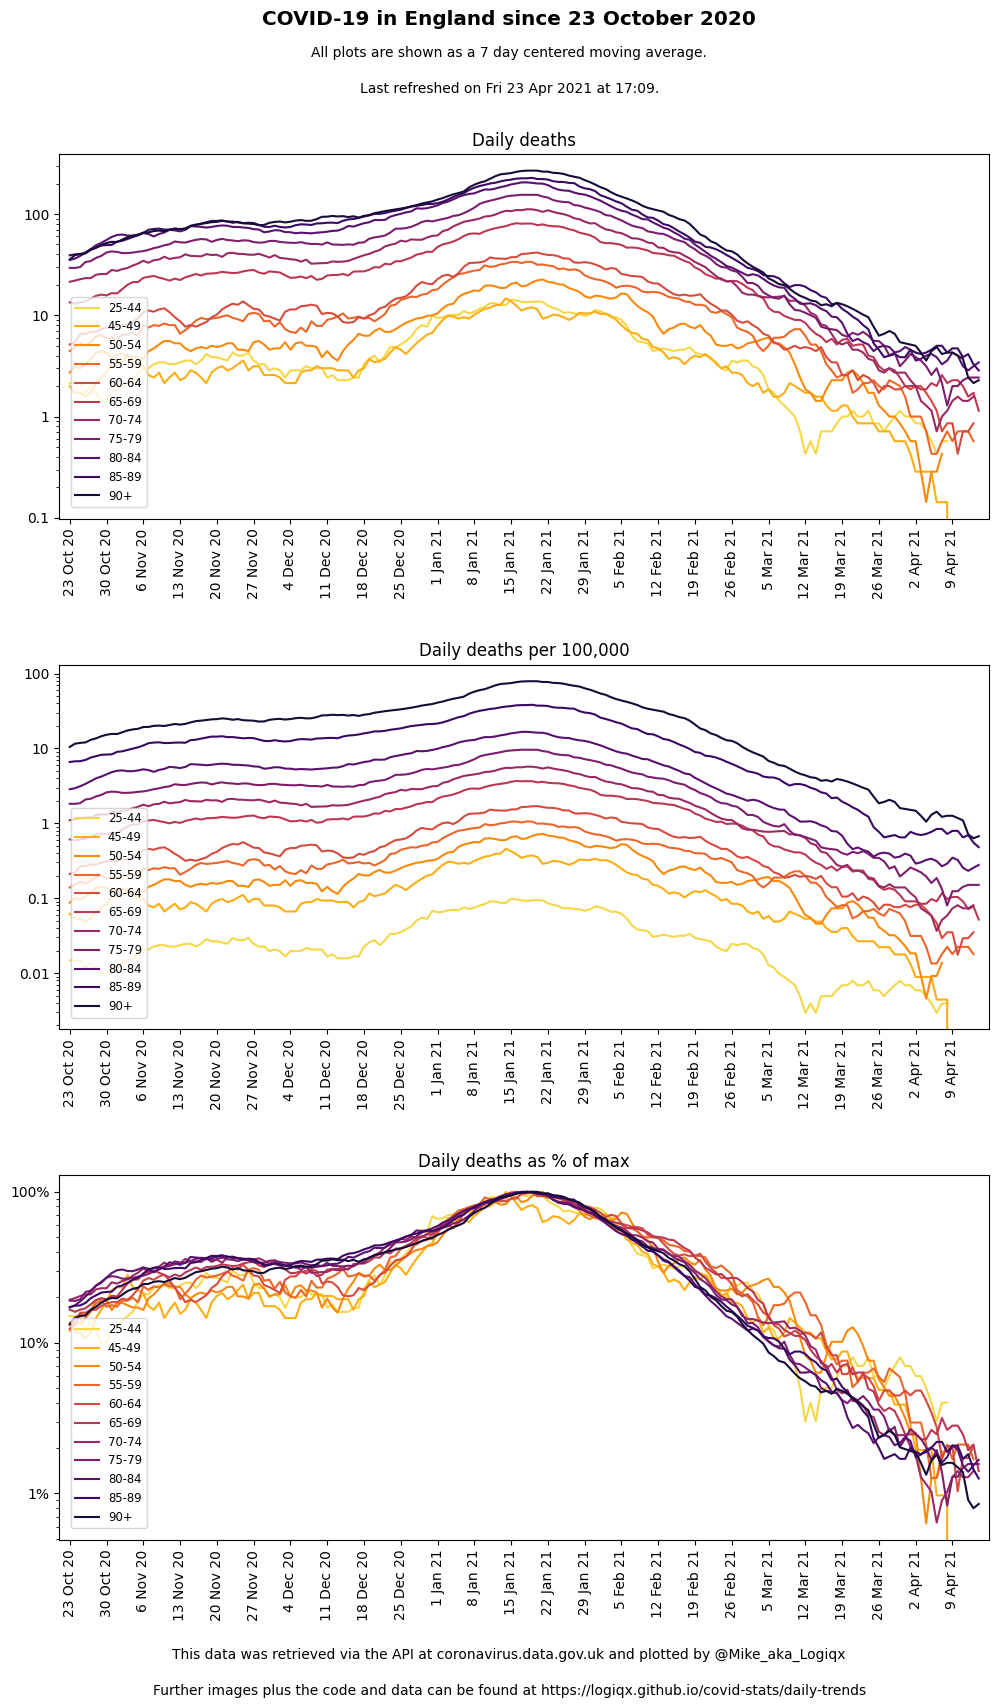 COVID-19 in England since 23 October 2020
All plots are shown as a 7 day centered moving average.
Last refreshed on Fri 23 Apr 2021 at 17:09.
Daily deaths
100
10
1
0.1
25-44
45-49
50-54
55-59
60-64
65-69
70-74
75-79
80-84
85-89
90+
23 Oct 20
30 Oct 20
6 Nov 20
13 Nov 20
20 Nov 20
27 Nov 20
4 Dec 20
11 Dec 20
18 Dec 20
25 Dec 20
1 Jan 21
8 Jan 21
15 Jan 21
22 Jan 21
29 Jan 21
5 Feb 21
12 Feb 21
19 Feb 21
26 Feb 21
5 Mar 21
12 Mar 21
19 Mar 21
26 Mar 21
2 Apr 21
9 Apr 21
Daily deaths per 100,000
100
10
1
0.1
0.01
25-44
45-49
50-54
55-59
60-64
65-69
70-74
75-79
80-84
85-89
90+
23 Oct 20
30 Oct 20
6 Nov 20
13 Nov 20
20 Nov 20
27 Nov 20
4 Dec 20
11 Dec 20
18 Dec 20
25 Dec 20
1 Jan 21
8 Jan 21
15 Jan 21
22 Jan 21
29 Jan 21
5 Feb 21
12 Feb 21
19 Feb 21
26 Feb 21
5 Mar 21
12 Mar 21
19 Mar 21
26 Mar 21
2 Apr 21
9 Apr 21
Daily deaths as % of max
100%
10%
1%
25-44
45-49
50-54
55-59
60-64
65-69
70-74
75-79
80-84
85-89
90+
23 Oct 20
30 Oct 20
6 Nov 20
13 Nov 20
20 Nov 20
27 Nov 20
4 Dec 20
11 Dec 20
18 Dec 20
25 Dec 20
1 Jan 21
8 Jan 21
15 Jan 21
22 Jan 21
29 Jan 21
5 Feb 21
12 Feb 21
19 Feb 21
26 Feb 21
5 Mar 21
12 Mar 21
19 Mar 21
26 Mar 21
2 Apr 21
9 Apr 21
This data was retrieved via the API at coronavirus.data.gov.uk and plotted by @Mike_aka_Logiqx
Further images plus the code and data can be found at https://logiqx.github.io/covid-stats/daily-trends